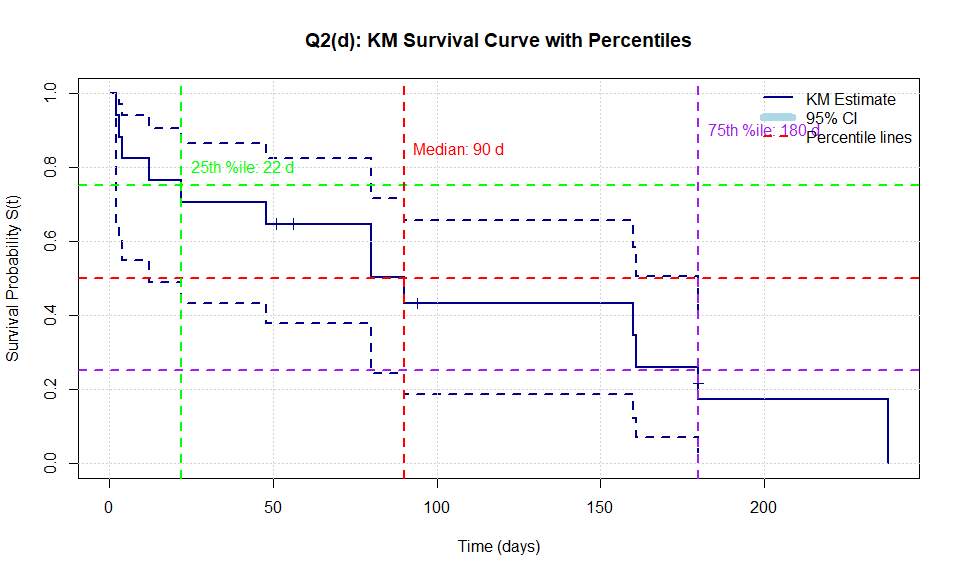 Q2(d): KM Survival Curve with Percentiles
KM Estimate
95% CI
75th %ile: 180 d
Percentile lines
Median: 90 d
25th %ile: 22 d
Survival Probability S(t)
1.0
0.8
0.6
0.4
0.2
0.0
0
50
100
150
200
Time (days)